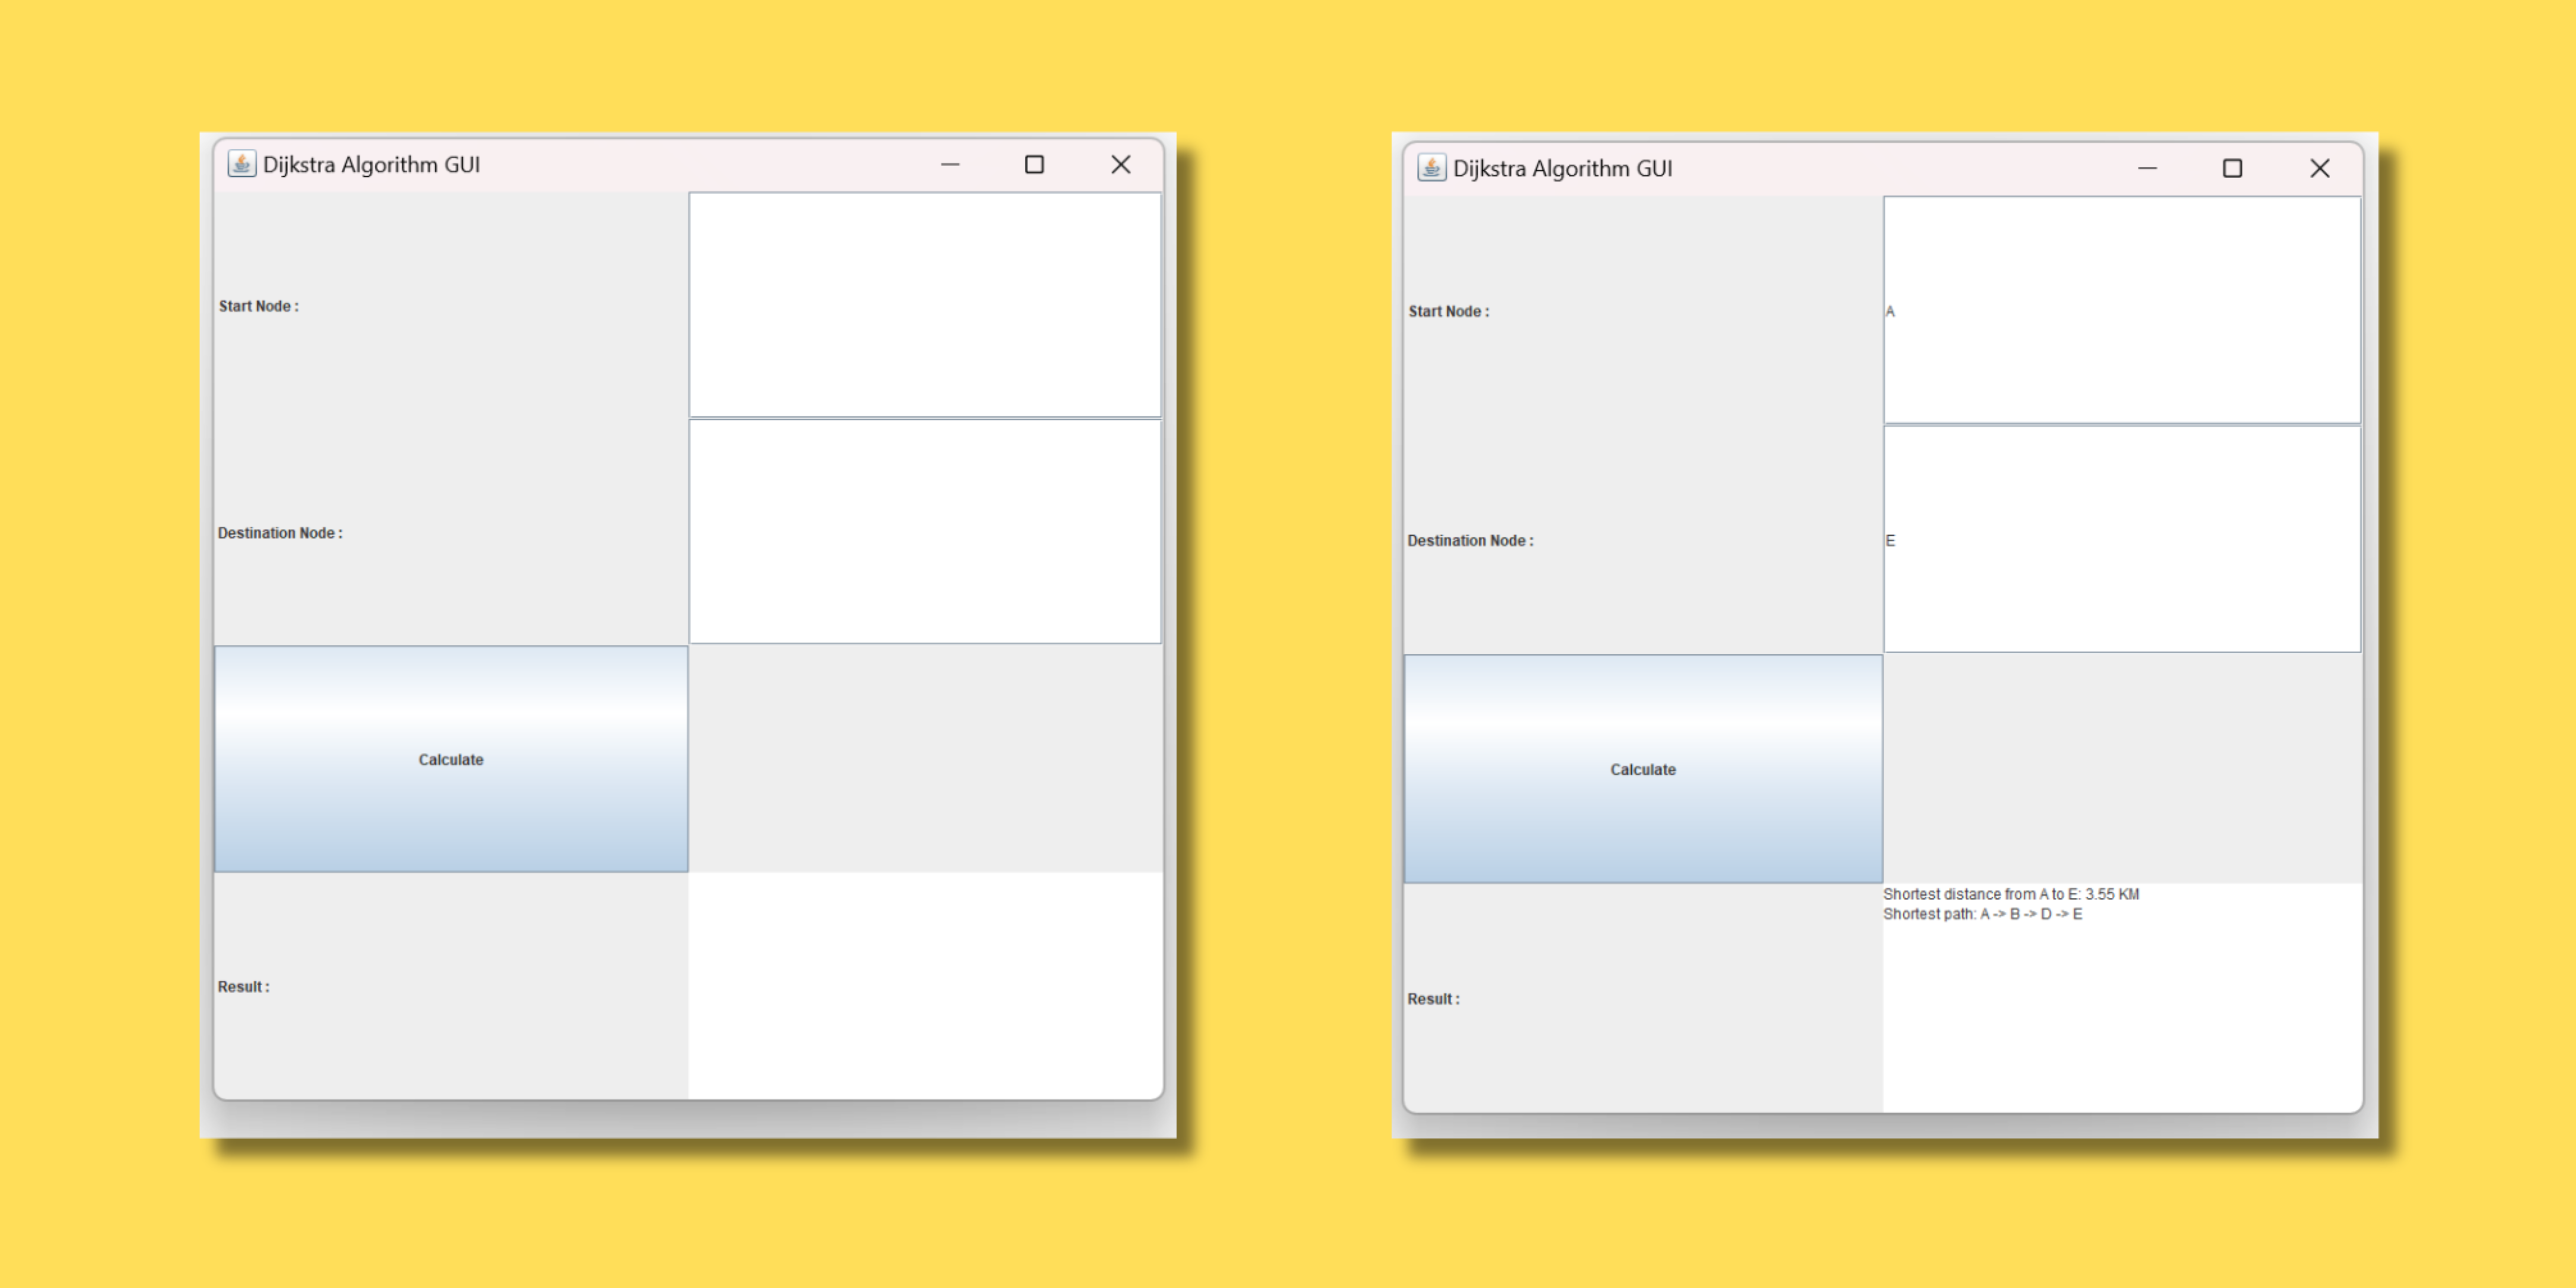 Dijkstra Algorithm GUI
Start Node :
Destination Node :
Calculate
Result :
Dijkstra Algorithm GUI
Start Node :
A
Destination Node :
E
Calculate
Result :
Shortest distance from A to E: 3.55 KM
Shortest path: A -> B -> D -> E